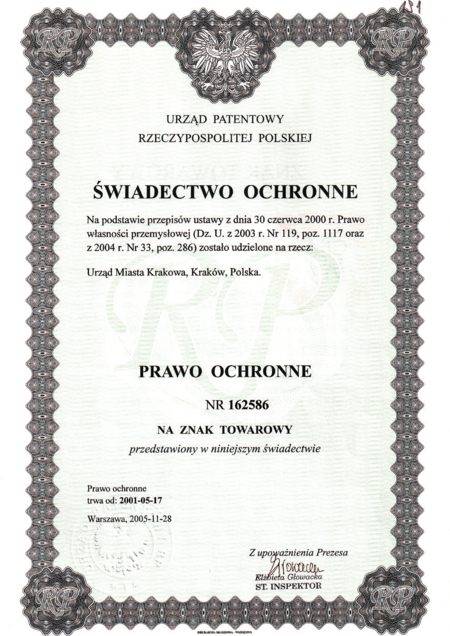 URZĄD PATENTOWY
RZECZYPOSPOLITEJ POLSKIEJ
ŚWIADECTWO OCHRONNE
Na podstawie przepisów ustawy z dnia 30 czerwca 2000 r. Prawo
własności przemysłowej (Dz. U. z 2003 r. Nr 119, poz. 1117 oraz
z 2004 r. Nr 33, poz. 286) zostało udzielone na rzecz:
Urząd Miasta Krakowa, Kraków, Polska.
RP
PRAWO OCHRONNE
NR 162586
NA ZNAK TOWAROWY
przedstawiony w niniejszym świadectwie
Prawo ochronne
trwa od: 2001-05-17
Warszawa, 2005-11-28
Z upoważnienia Prezesa
Elżbieta Głowacka
ST. INSPEKTOR